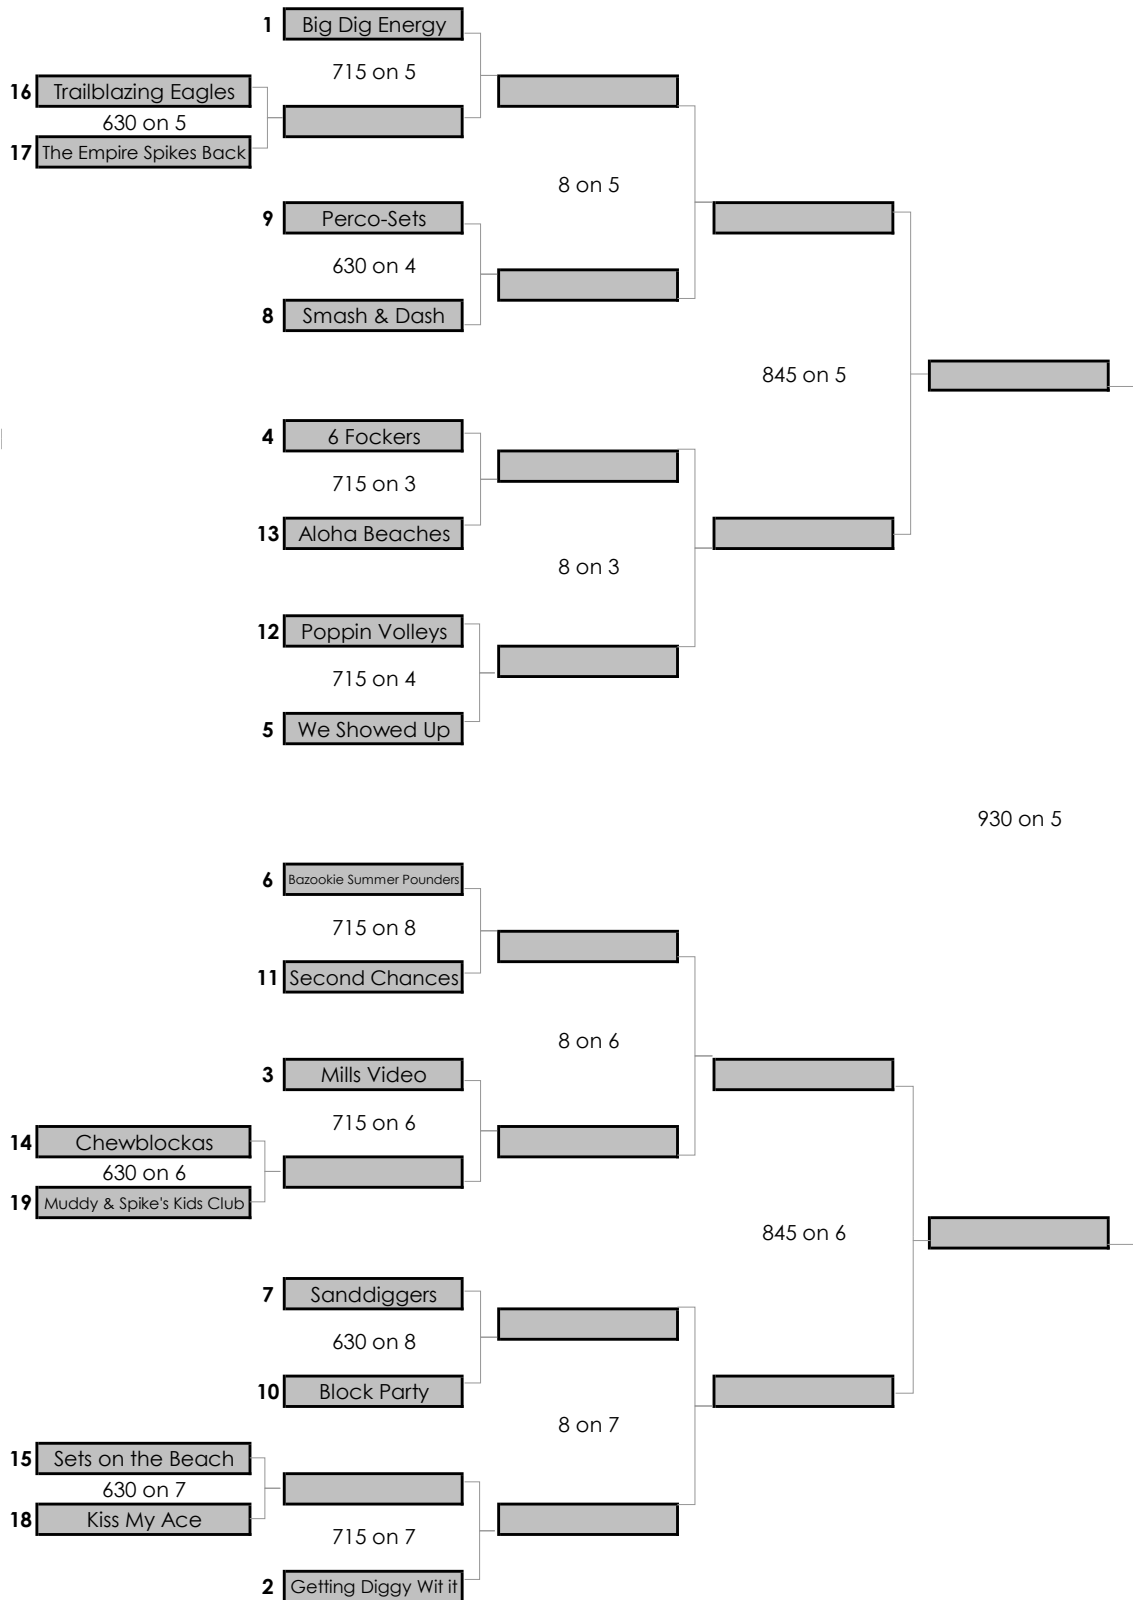 1 Big Dig Energy
715 on 5
16 Trailblazing Eagles
630 on 5
17 The Empire Spikes Back
8 on 5
9 Perco-Sets
630 on 4
8 Smash & Dash
845 on 5
4 6 Fockers
715 on 3
13 Aloha Beaches
8 on 3
12 Poppin Volleys
715 on 4
5 We Showed Up
930 on 5
6 Bazookie Summer Pounders
715 on 8
11 Second Chances
8 on 6
3 Mills Video
715 on 6
14 Chewblockas
630 on 6
19 Muddy & Spike's Kids Club
845 on 6
7 Sanddiggers
630 on 8
10 Block Party
8 on 7
15 Sets on the Beach
630 on 7
18 Kiss My Ace
715 on 7
2 Getting Diggy Wit it